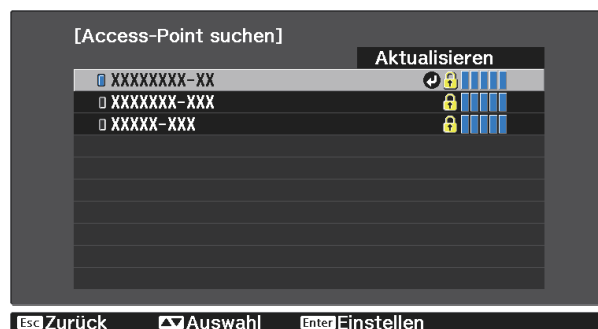 [Access-Point suchen]
Aktualisieren
XXXXXXXX-XX
XXXXXXX-XXX
XXXXX-XXX
Esc Zurück Auswahl Enter Einstellen